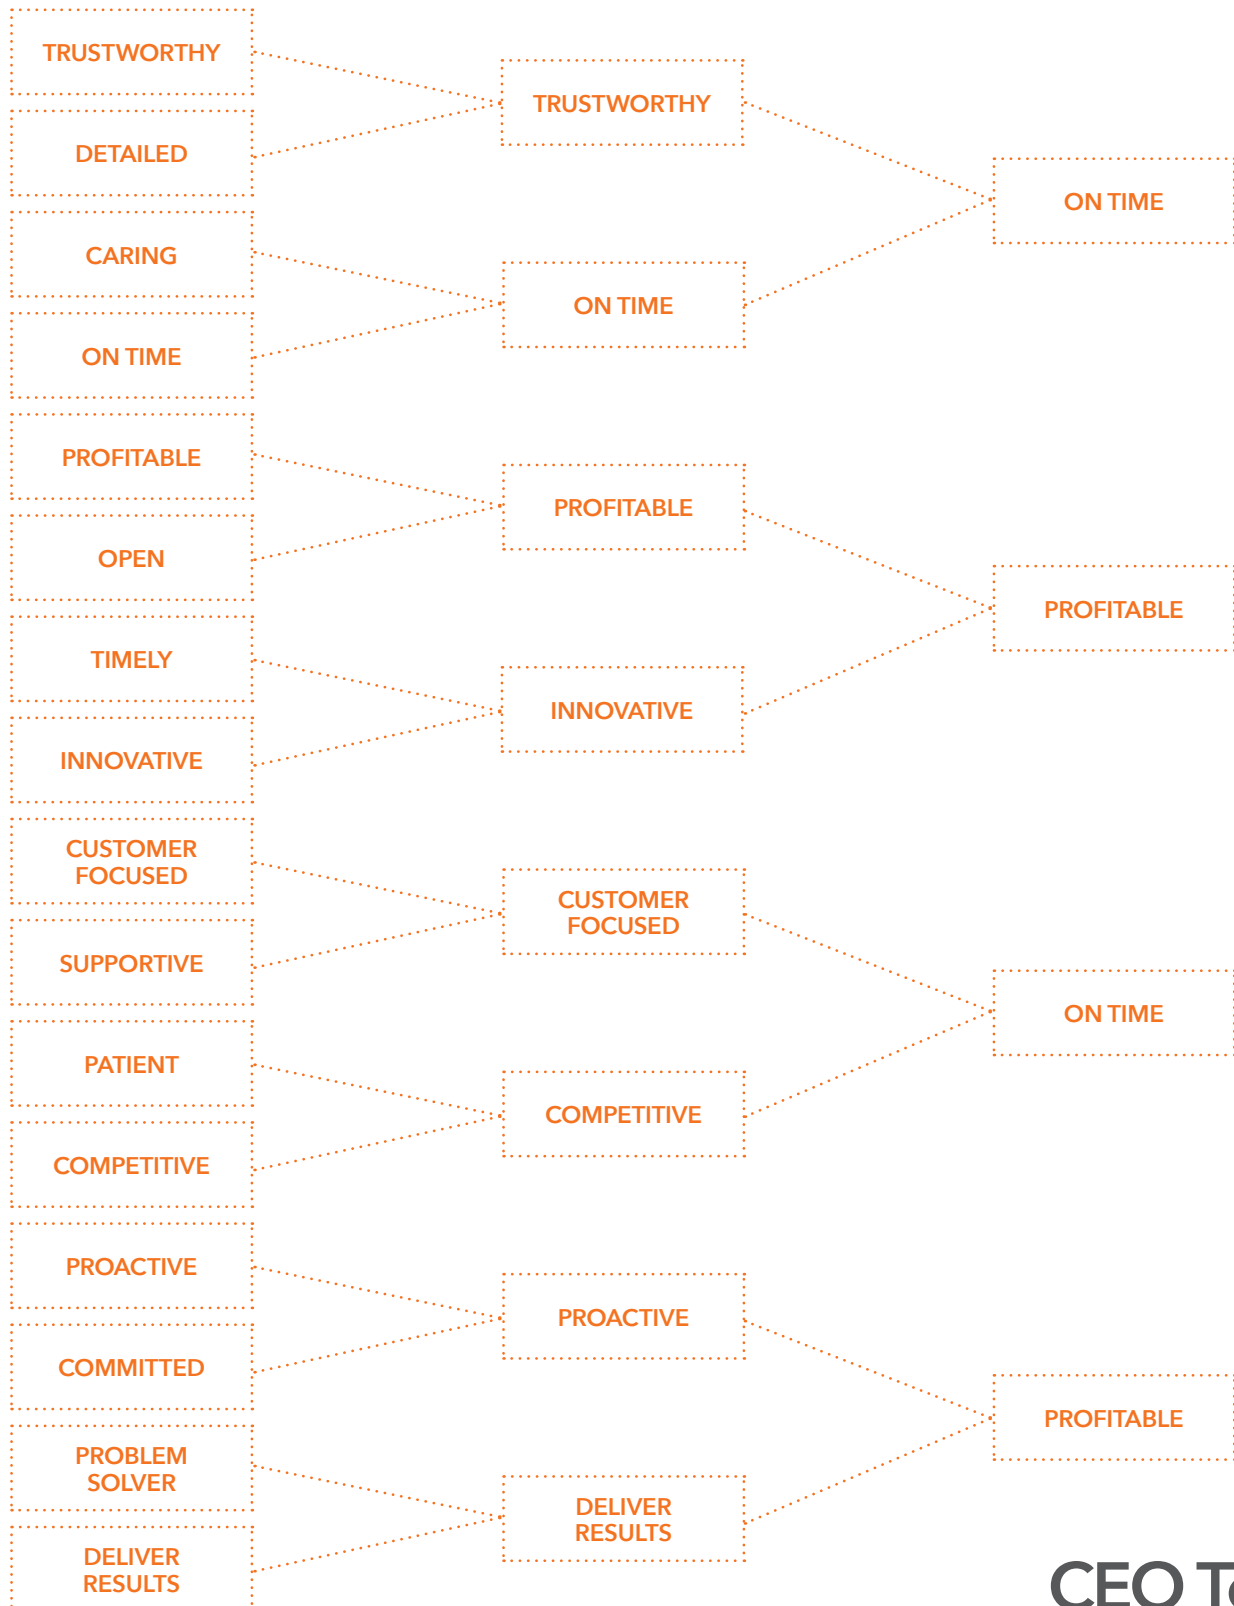 TRUSTWORTHY
DETAILED
CARING
ON TIME
PROFITABLE
OPEN
TIMELY
INNOVATIVE
CUSTOMER
FOCUSED
SUPPORTIVE
PATIENT
COMPETITIVE
PROACTIVE
COMMITTED
PROBLEM
SOLVER
DELIVER
RESULTS
TRUSTWORTHY
ON TIME
PROFITABLE
INNOVATIVE
CUSTOMER
FOCUSED
COMPETITIVE
PROACTIVE
DELIVER
RESULTS
ON TIME
PROFITABLE
ON TIME
PROFITABLE
CEO